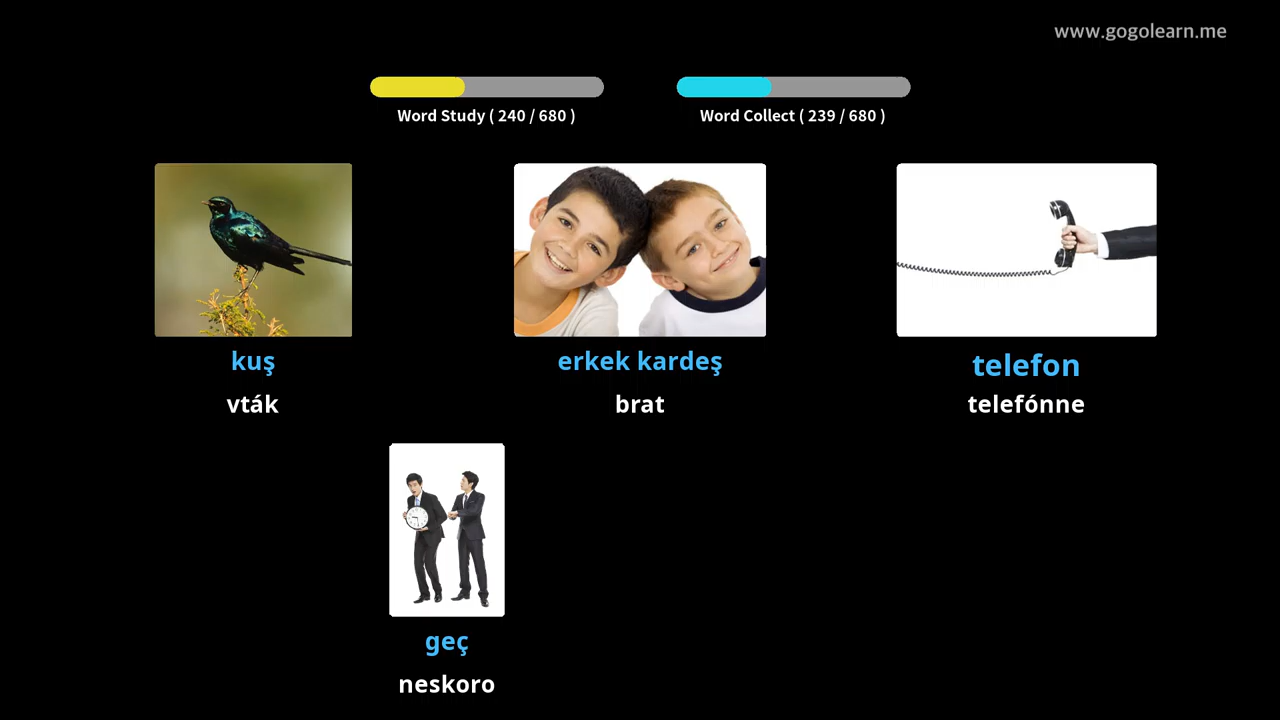 www.gogolearn.me
Word Study ( 240 / 680 )
Word Collect ( 239 / 680 )
kuş
erkek kardeş
telefon
vták
brat
telefónne
geç
neskoro